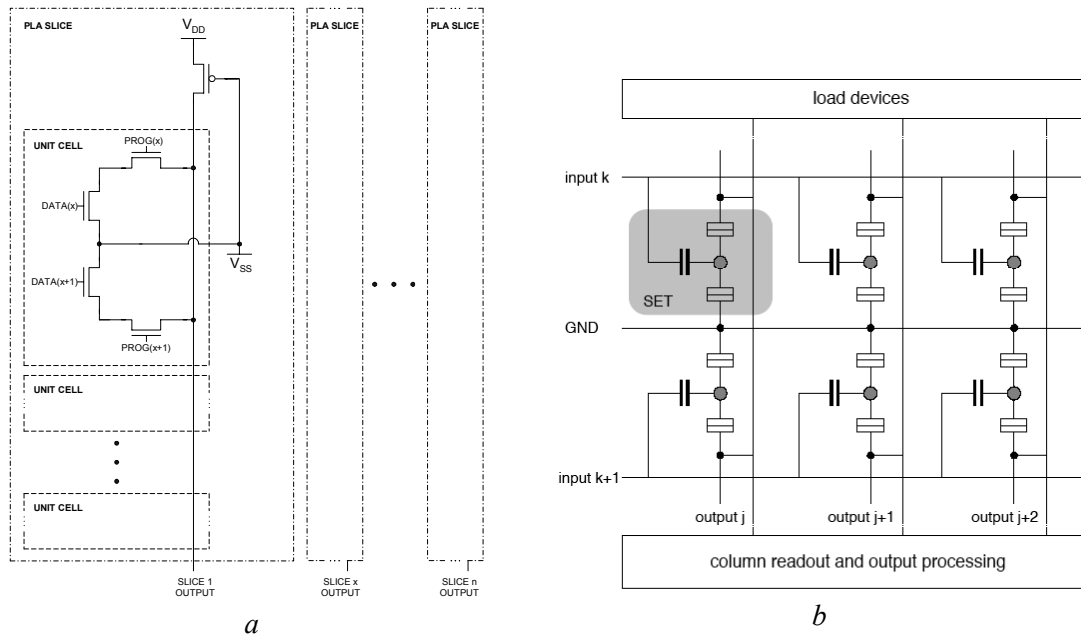 PLA SLICE
V_DD
UNIT CELL
PROG(x)
DATA(x)
V_SS
DATA(x+1)
PROG(x+1)
UNIT CELL
UNIT CELL
SLICE 1
OUTPUT
PLA SLICE
SLICE x
OUTPUT
PLA SLICE
SLICE n
OUTPUT
a
load devices
input k
SET
GND
input k+1
output j
output j+1
output j+2
column readout and output processing
b